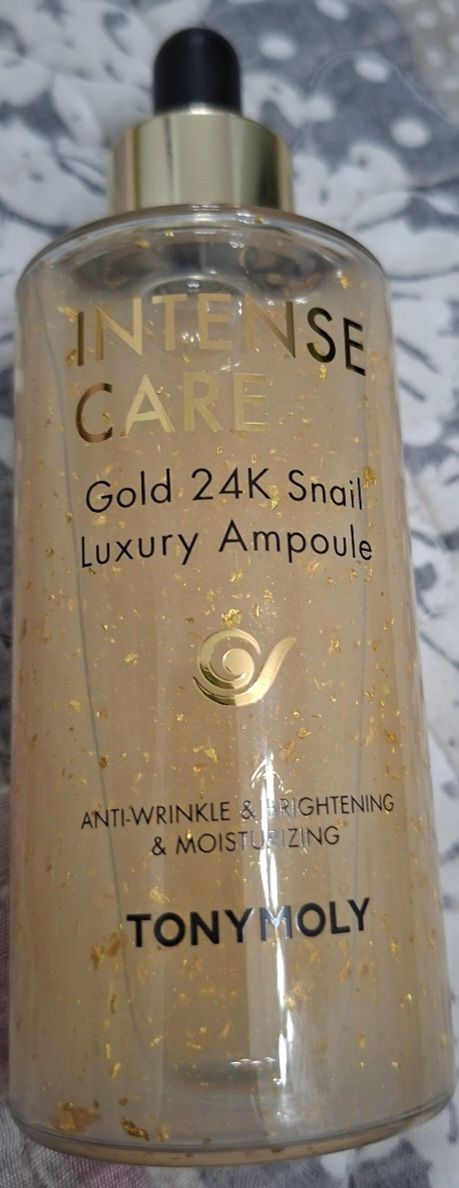 INTENSE
CARE
Gold 24K Snail
Luxury Ampoule
ANTI-WRINKLE & BRIGHTENING
& MOISTURIZING
TONYMOLY